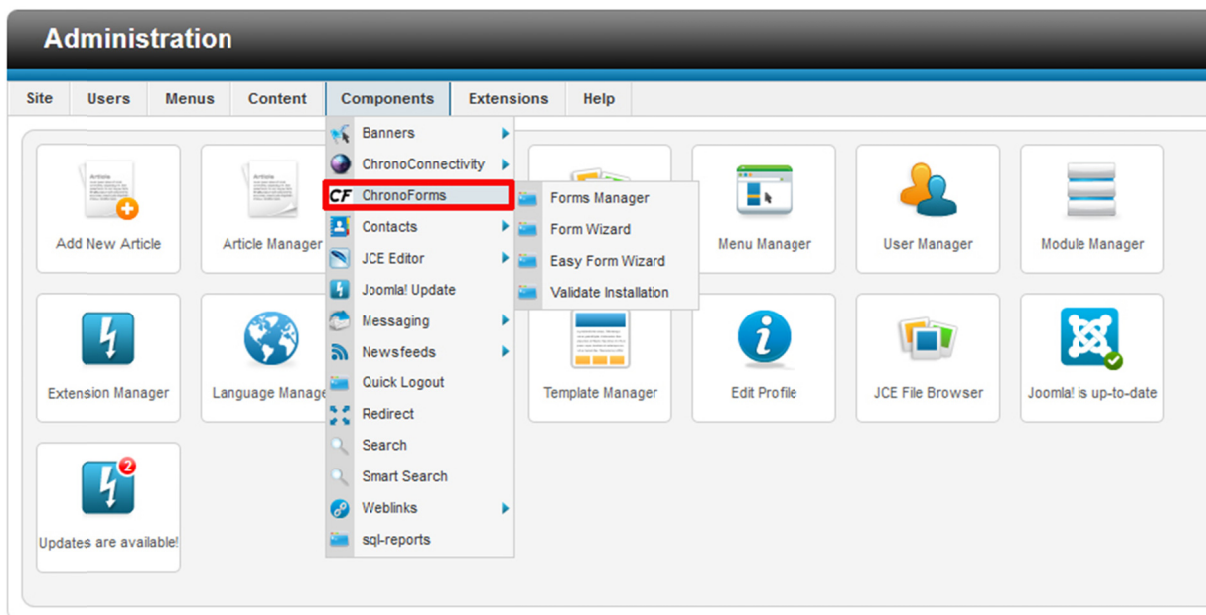 Administration
Site Users Menus Content Components Extensions Help
Banners
ChronoConnectivity
CF ChronoForms
Contacts
JCE Editor
Joomla! Update
Messaging
Newsfeeds
Quick Logout
Redirect
Search
Smart Search
Weblinks
sql-reports
Forms Manager
Form Wizard
Easy Form Wizard
Validate Installation
Article
Add New Article
Article
Article Manager
Menu Manager
User Manager
Module Manager
Extension Manager
Language Manage
Template Manager
Edit Profile
JCE File Browser
Joomla! is up-to-date
2
Updates are available!